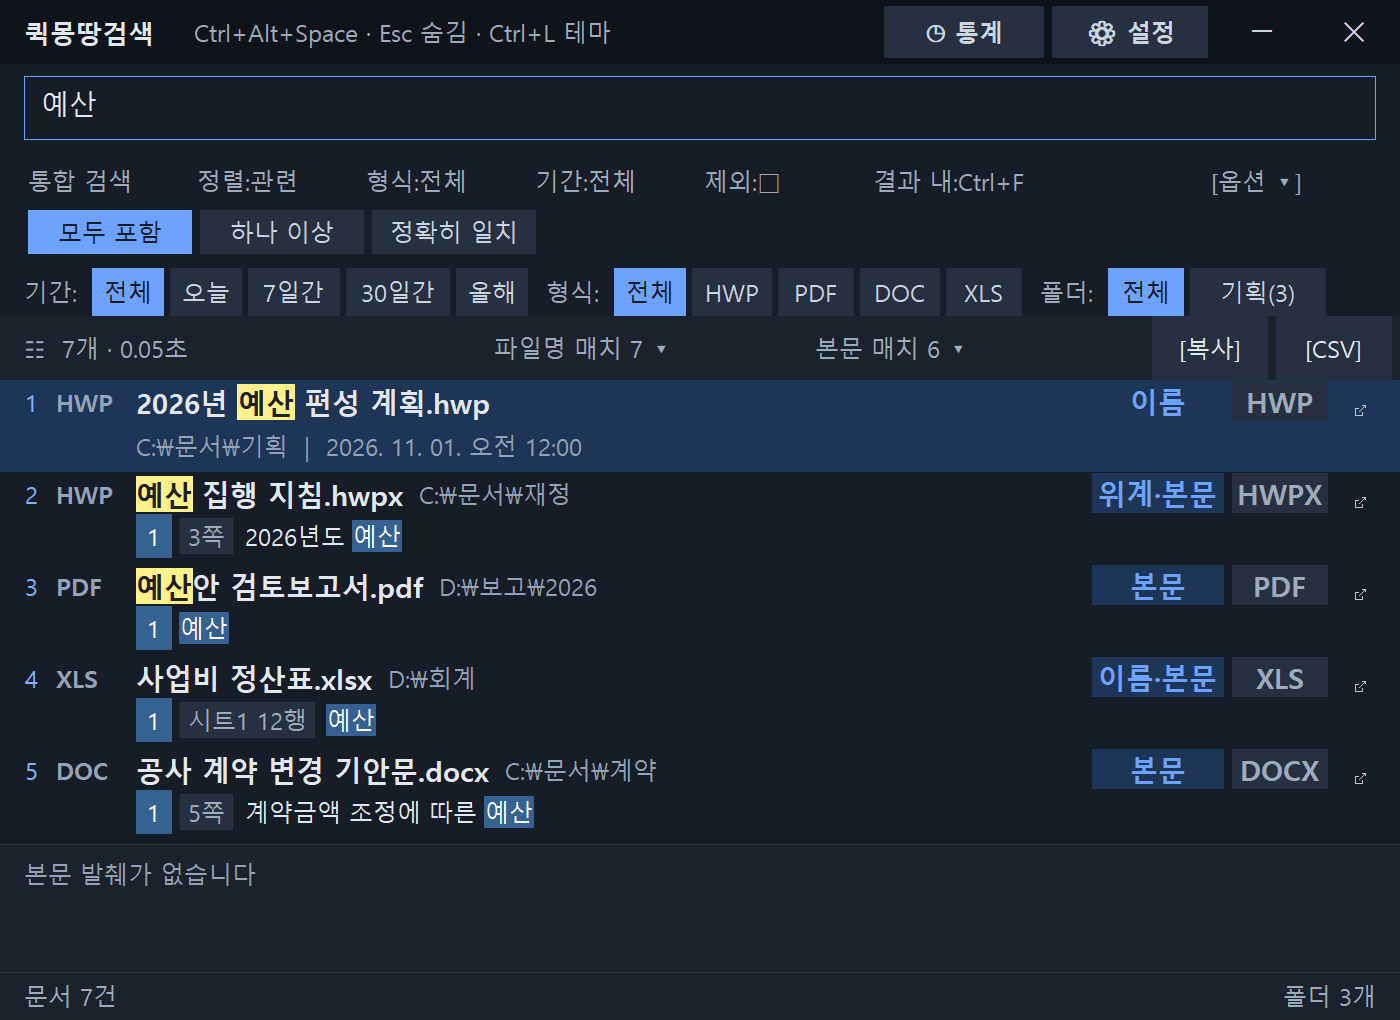 퀵몽땅검색 Ctrl+Alt+Space · Esc 숨김 · Ctrl+L 테마 통계 설정
예산
통합 검색 정렬:관련 형식:전체 기간:전체 제외:□ 결과 내:Ctrl+F [옵션 ▾]
모두 포함 하나 이상 정확히 일치
기간: 전체 오늘 7일간 30일간 올해 형식: 전체 HWP PDF DOC XLS 폴더: 전체 기획(3)
7개 · 0.05초 파일명 매치 7 ▾ 본문 매치 6 ▾ [복사] [CSV]
1 HWP 2026년 예산 편성 계획.hwp 이름 HWP
C:₩문서₩기획 | 2026. 11. 01. 오전 12:00
2 HWP 예산 집행 지침.hwpx C:₩문서₩재정 위계·본문 HWPX
1 3쪽 2026년도 예산
3 PDF 예산안 검토보고서.pdf D:₩보고₩2026 본문 PDF
1 예산
4 XLS 사업비 정산표.xlsx D:₩회계 이름·본문 XLS
1 시트1 12행 예산
5 DOC 공사 계약 변경 기안문.docx C:₩문서₩계약 본문 DOCX
1 5쪽 계약금액 조정에 따른 예산
본문 발췌가 없습니다
문서 7건 폴더 3개